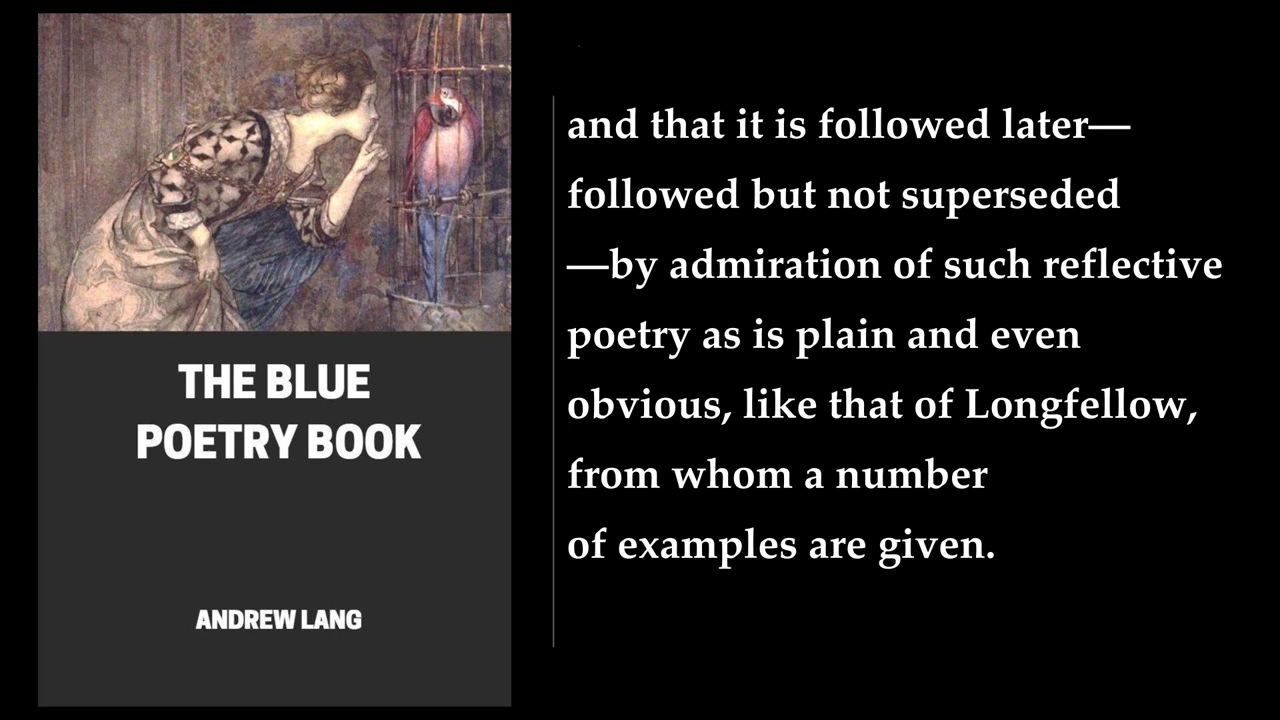 THE BLUE
POETRY BOOK
ANDREW LANG
and that it is followed later—
followed but not superseded
—by admiration of such reflective
poetry as is plain and even
obvious, like that of Longfellow,
from whom a number
of examples are given.